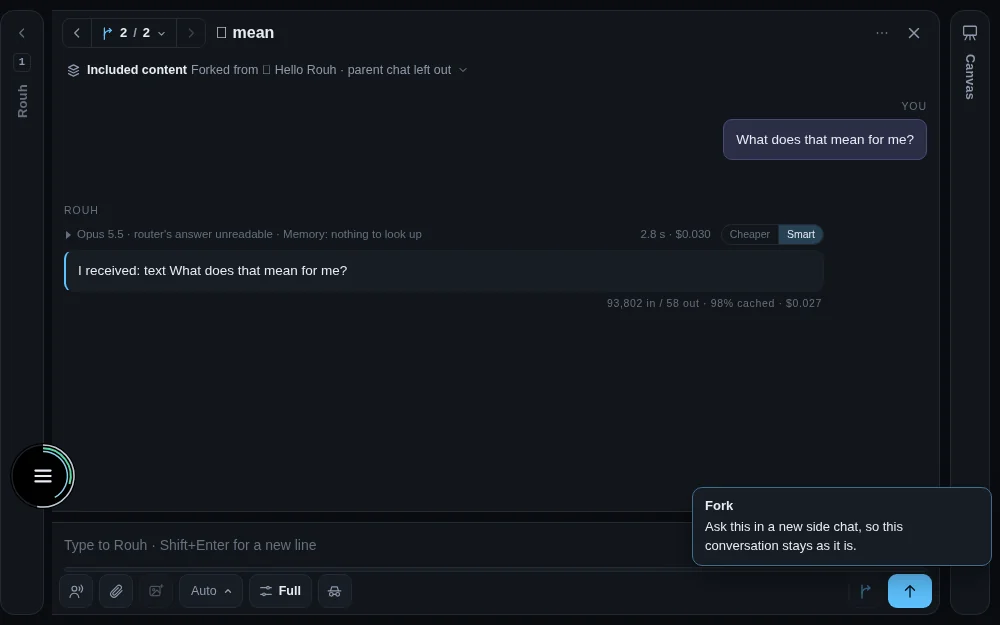 2 / 2
mean
1
Rouh
Canvas
Included content Forked from Hello Rouh · parent chat left out
YOU
What does that mean for me?
ROUH
Opus 5.5 · router's answer unreadable · Memory: nothing to look up
2.8 s · $0.030
Cheaper
Smart
I received: text What does that mean for me?
93,802 in / 58 out · 98% cached · $0.027
Fork
Ask this in a new side chat, so this
conversation stays as it is.
Type to Rouh · Shift+Enter for a new line
Auto
Full